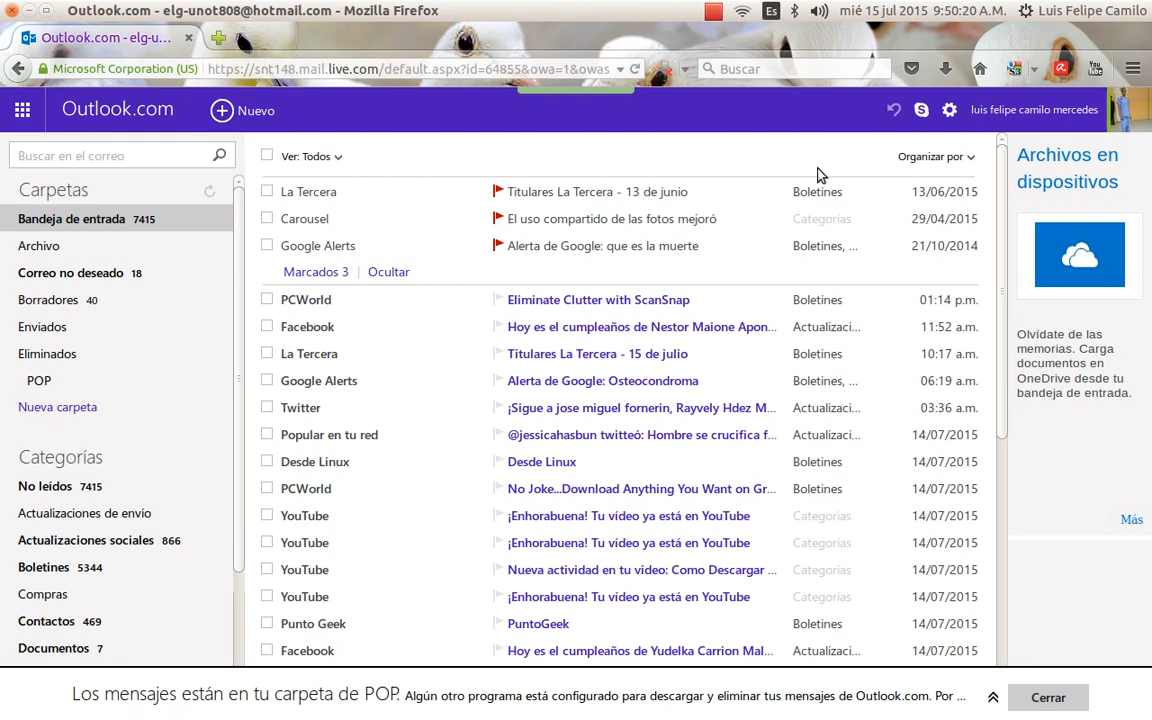 Outlook.com - elg-unot808@hotmail.com - Mozilla Firefox
Es
mié 15 jul 2015 9:50:20 A.M.
Luis Felipe Camilo
Outlook.com - elg-u...
Microsoft Corporation (US)
https://snt148.mail.live.com/default.aspx?id=64855&owa=1&owas
Buscar
You Tube
Outlook.com
Nuevo
luis felipe camilo mercedes
Buscar en el correo
Carpetas
Bandeja de entrada 7415
Archivo
Correo no deseado 18
Borradores 40
Enviados
Eliminados
POP
Nueva carpeta
Categorías
No leídos 7415
Actualizaciones de envío
Actualizaciones sociales 866
Boletines 5344
Compras
Contactos 469
Documentos 7
Ver: Todos
Organizar por
La Tercera Titulares La Tercera - 13 de junio Boletines 13/06/2015
Carousel El uso compartido de las fotos mejoró Categorías 29/04/2015
Google Alerts Alerta de Google: que es la muerte Boletines, ... 21/10/2014
Marcados 3 | Ocultar
PCWorld Eliminate Clutter with ScanSnap Boletines 01:14 p.m.
Facebook Hoy es el cumpleaños de Nestor Maione Apon... Actualizaci... 11:52 a.m.
La Tercera Titulares La Tercera - 15 de julio Boletines 10:17 a.m.
Google Alerts Alerta de Google: Osteocondroma Boletines, ... 06:19 a.m.
Twitter ¡Sigue a jose miguel fornerin, Rayvely Hdez M... Actualizaci... 03:36 a.m.
Popular en tu red @jessicahasbun twitteó: Hombre se crucifica f... Actualizaci... 14/07/2015
Desde Linux Desde Linux Boletines 14/07/2015
PCWorld No Joke...Download Anything You Want on Gr... Boletines 14/07/2015
YouTube ¡Enhorabuena! Tu vídeo ya está en YouTube Categorías 14/07/2015
YouTube ¡Enhorabuena! Tu vídeo ya está en YouTube Categorías 14/07/2015
YouTube Nueva actividad en tu video: Como Descargar ... Categorías 14/07/2015
YouTube ¡Enhorabuena! Tu vídeo ya está en YouTube Categorías 14/07/2015
Punto Geek PuntoGeek Boletines 14/07/2015
Facebook Hoy es el cumpleaños de Yudelka Carrion Mal... Actualizaci... 14/07/2015
Archivos en
dispositivos
Olvídate de las
memorias. Carga
documentos en
OneDrive desde tu
bandeja de entrada.
Más
Los mensajes están en tu carpeta de POP. Algún otro programa está configurado para descargar y eliminar tus mensajes de Outlook.com. Por ...
Cerrar